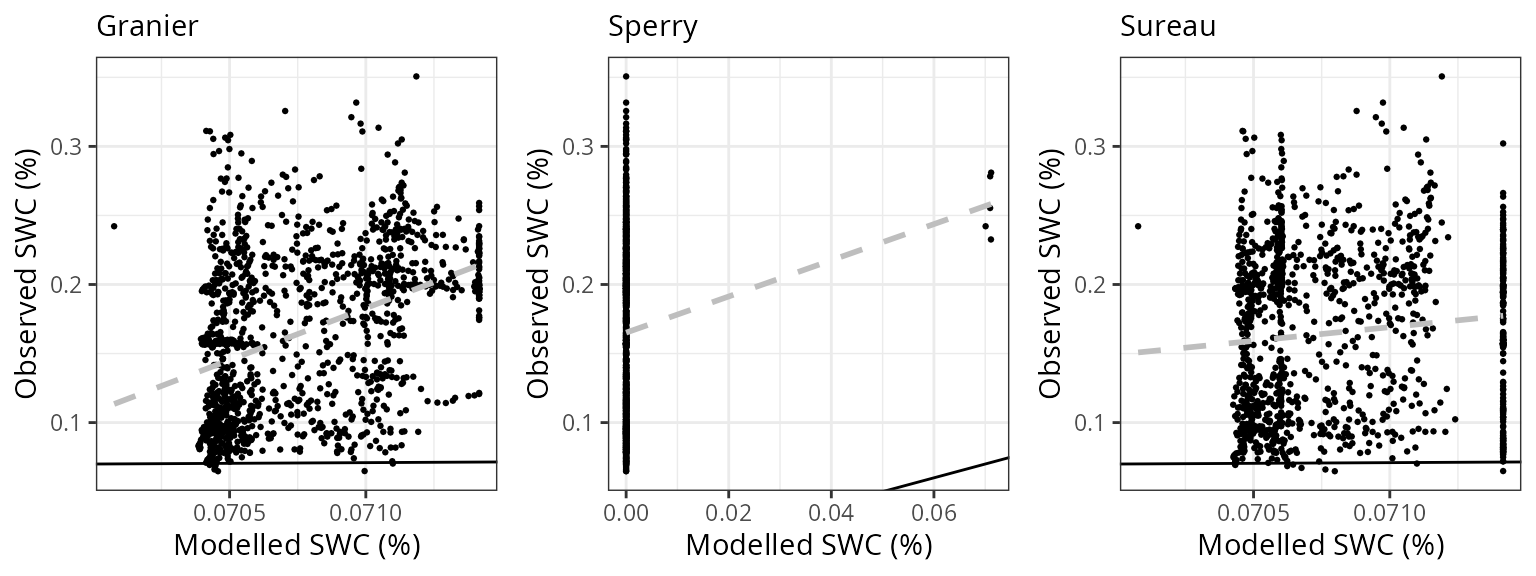 Granier
Sperry
Sureau
Observed SWC (%)
0.3
0.2
0.1
0.0705
0.0710
Modelled SWC (%)
Observed SWC (%)
0.3
0.2
0.1
0.00
0.02
0.04
0.06
Modelled SWC (%)
Observed SWC (%)
0.3
0.2
0.1
0.0705
0.0710
Modelled SWC (%)